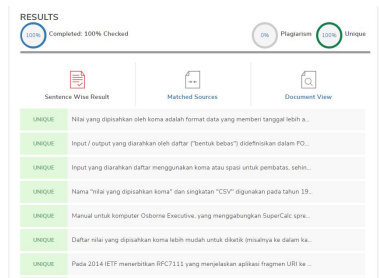 RESULTS
100% Completed: 100% Checked 0% Plagiarism 100% Unique
Sentence Wise Result Matched Sources Document View
UNIQUE Nilai yang dipisahkan oleh koma adalah format data yang memberi tanggal lebih a...
UNIQUE Input / output yang diarahkan oleh daftar ("bentuk bebas") didefinisikan dalam FO...
UNIQUE Input yang diarahkan daftar menggunakan koma atau spasi untuk pembatas, sehin...
UNIQUE Nama "nilai yang dipisahkan koma" dan singkatan "CSV" digunakan pada tahun 19...
UNIQUE Manual untuk komputer Osborne Executive, yang menggabungkan SuperCalc spre...
UNIQUE Daftar nilai yang dipisahkan koma lebih mudah untuk diketik (misalnya ke dalam ka...
UNIQUE Pada 2014 IETF menerbitkan RFC7111 yang menjelaskan aplikasi fragmen URI ke ...